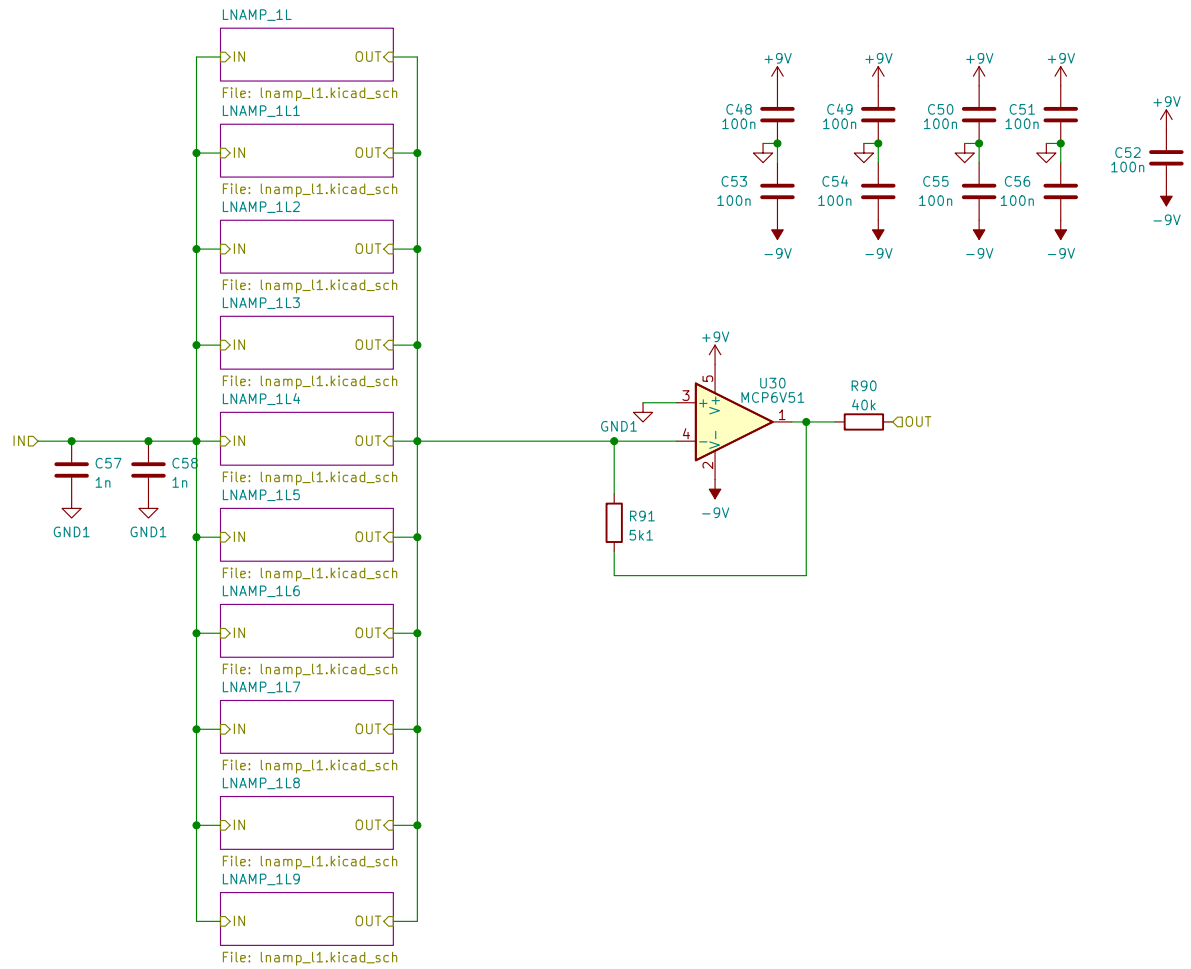 LNAMP_1L
IN
OUT
File: lnamp_l1.kicad_sch
LNAMP_1L1
IN
OUT
File: lnamp_l1.kicad_sch
LNAMP_1L2
IN
OUT
File: lnamp_l1.kicad_sch
LNAMP_1L3
IN
OUT
File: lnamp_l1.kicad_sch
LNAMP_1L4
IN
OUT
File: lnamp_l1.kicad_sch
LNAMP_1L5
IN
OUT
File: lnamp_l1.kicad_sch
LNAMP_1L6
IN
OUT
File: lnamp_l1.kicad_sch
LNAMP_1L7
IN
OUT
File: lnamp_l1.kicad_sch
LNAMP_1L8
IN
OUT
File: lnamp_l1.kicad_sch
LNAMP_1L9
IN
OUT
File: lnamp_l1.kicad_sch
IN
C57
1n
GND1
C58
1n
GND1
+9V
C48
100n
C53
100n
-9V
+9V
C49
100n
C54
100n
-9V
+9V
C50
100n
C55
100n
-9V
+9V
C51
100n
C56
100n
-9V
+9V
C52
100n
-9V
+9V
5
U30
MCP6V51
3
+
V+
GND1
4
-
V-
1
2
-9V
R90
40k
OUT
R91
5k1